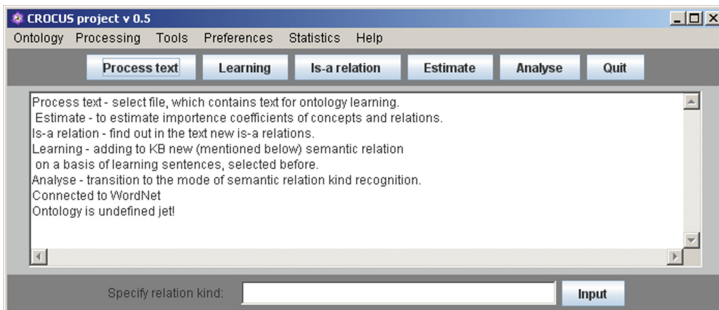 CROCUS project v 0.5
Ontology Processing Tools Preferences Statistics Help
Process text Learning Is-a relation Estimate Analyse Quit
Process text - select file, which contains text for ontology learning.
Estimate - to estimate importence coefficients of concepts and relations.
Is-a relation - find out in the text new is-a relations.
Learning - adding to KB new (mentioned below) semantic relation
on a basis of learning sentences, selected before.
Analyse - transition to the mode of semantic relation kind recognition.
Connected to WordNet
Ontology is undefined jet!
Specify relation kind: Input